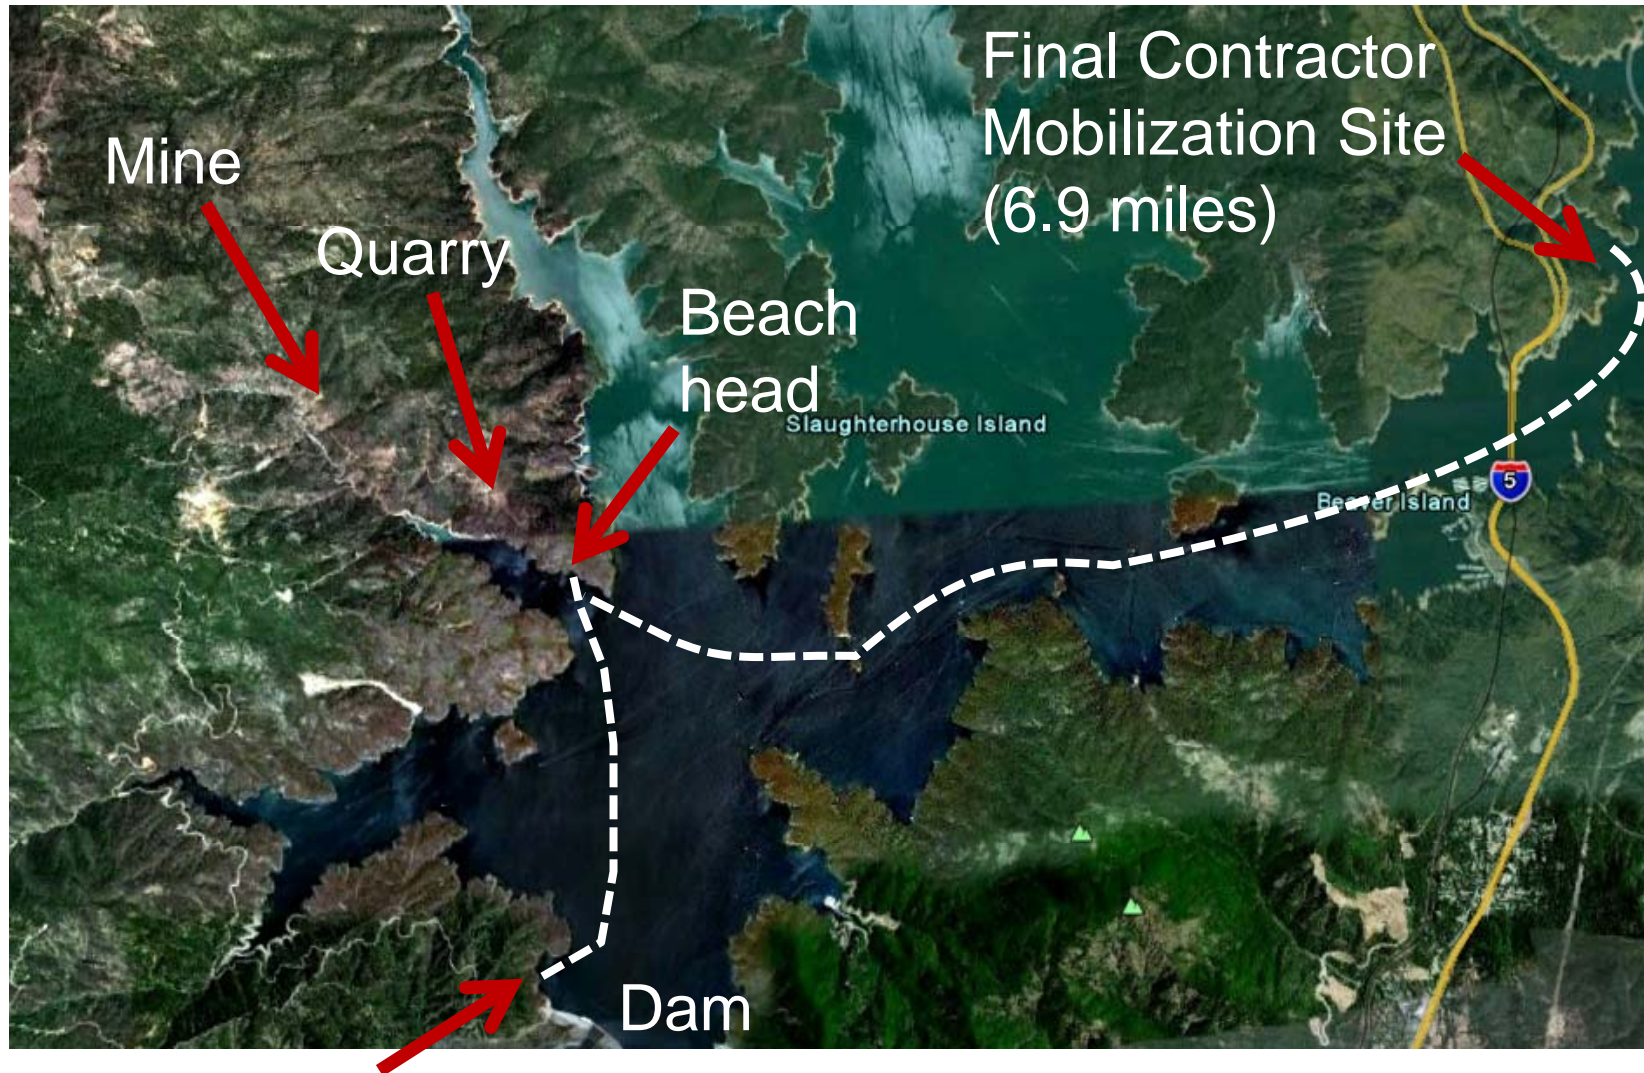 Final Contractor
Mobilization Site
(6.9 miles)
Mine
Quarry
Beach
head
Slaughterhouse Island
5
Beaver Island
Dam